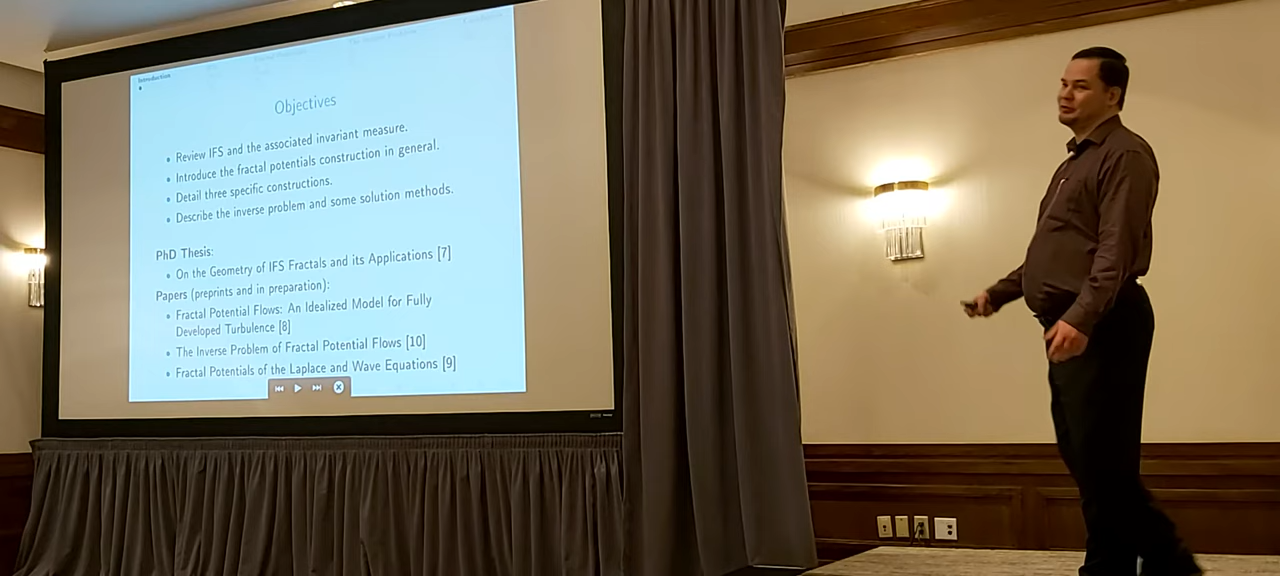 Introduction
Objectives
• Review IFS and the associated invariant measure.
• Introduce the fractal potentials construction in general.
• Detail three specific constructions.
• Describe the inverse problem and some solution methods.
PhD Thesis:
• On the Geometry of IFS Fractals and its Applications [7]
Papers (preprints and in preparation):
• Fractal Potential Flows: An Idealized Model for Fully
Developed Turbulence [8]
• The Inverse Problem of Fractal Potential Flows [10]
• Fractal Potentials of the Laplace and Wave Equations [9]